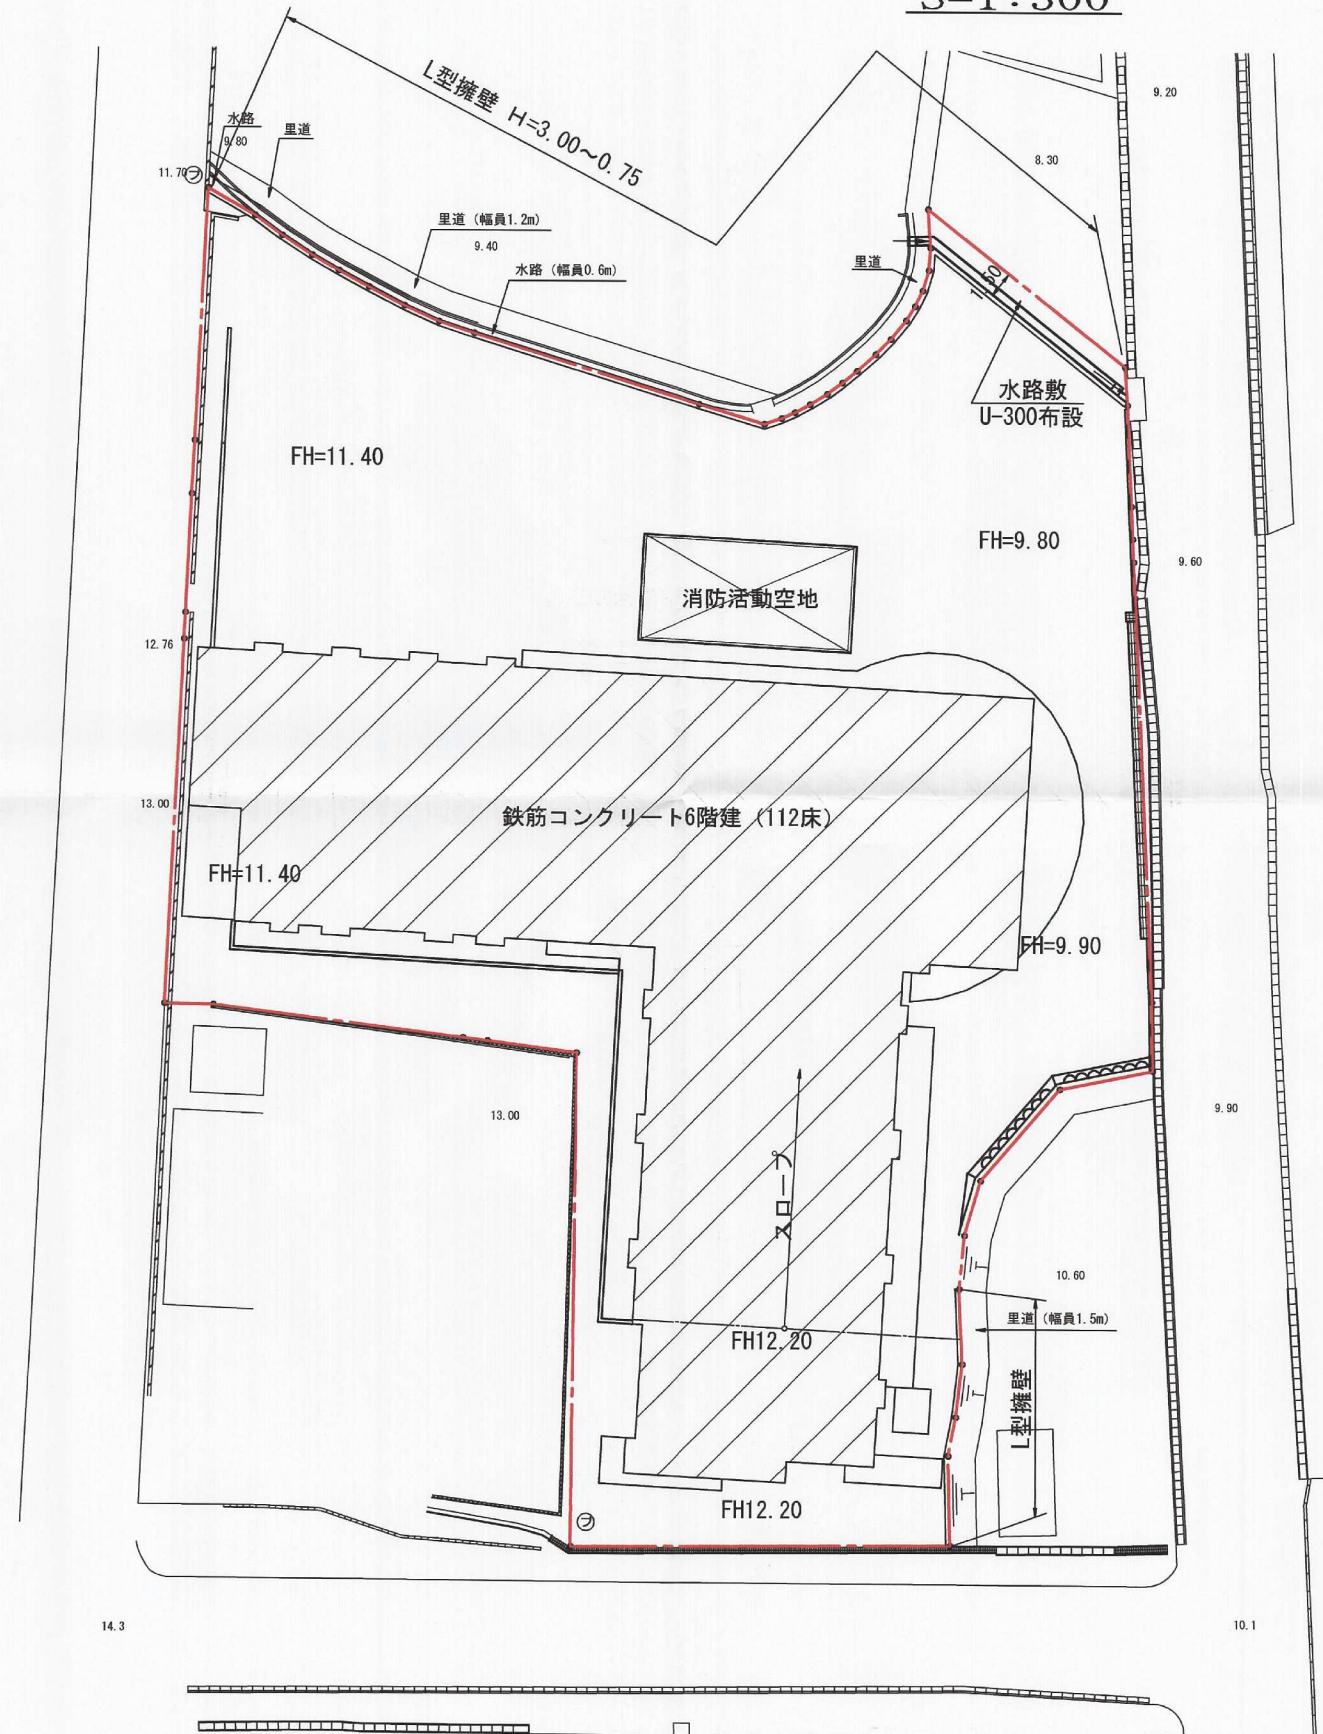 S=1:300
L型擁壁 H=3.00～0.75
9.20
水路
9.80
里道
8.30
11.70
フ
里道（幅員1.2m）
9.40
水路（幅員0.6m）
里道
1.50
水路敷
U-300布設
FH=11.40
FH=9.80
9.60
消防活動空地
12.76
13.00
鉄筋コンクリート6階建（112床）
FH=11.40
FH=9.90
13.00
9.90
スロープ
10.60
里道（幅員1.5m）
FH12.20
L型擁壁
FH12.20
フ
14.3
10.1